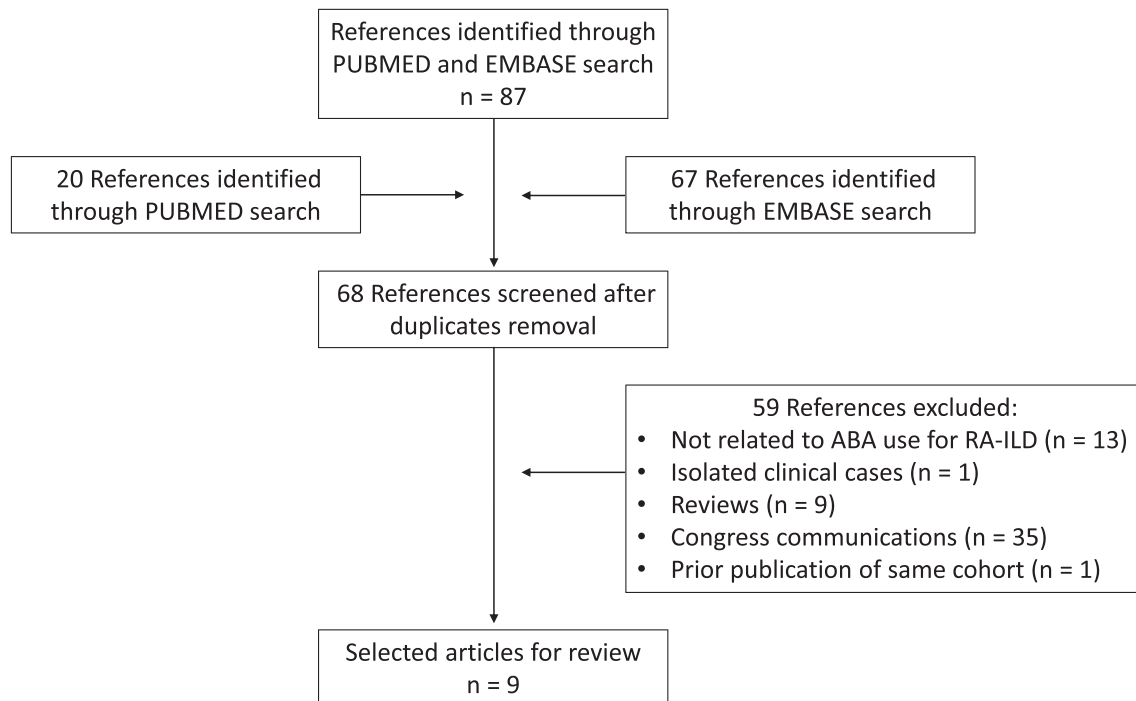 References identified through
PUBMED and EMBASE search
n = 87
20 References identified
through PUBMED search
67 References identified
through EMBASE search
68 References screened after
duplicates removal
59 References excluded:
• Not related to ABA use for RA-ILD (n = 13)
• Isolated clinical cases (n = 1)
• Reviews (n = 9)
• Congress communications (n = 35)
• Prior publication of same cohort (n = 1)
Selected articles for review
n = 9